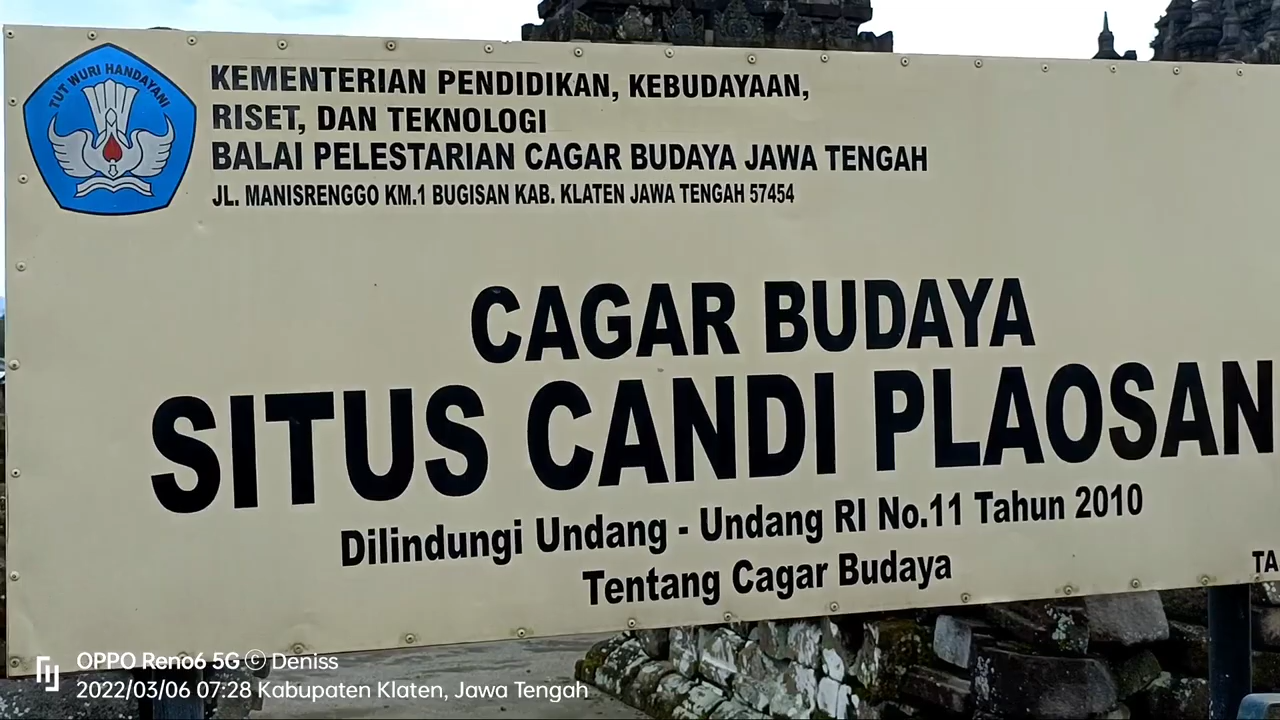 TUT WURI HANDAYANI
KEMENTERIAN PENDIDIKAN, KEBUDAYAAN,
RISET, DAN TEKNOLOGI
BALAI PELESTARIAN CAGAR BUDAYA JAWA TENGAH
JL. MANISRENGGO KM.1 BUGISAN KAB. KLATEN JAWA TENGAH 57454
CAGAR BUDAYA
SITUS CANDI PLAOSAN
Dilindungi Undang - Undang RI No.11 Tahun 2010
Tentang Cagar Budaya
OPPO Reno6 5G © Deniss
2022/03/06 07:28 Kabupaten Klaten, Jawa Tengah